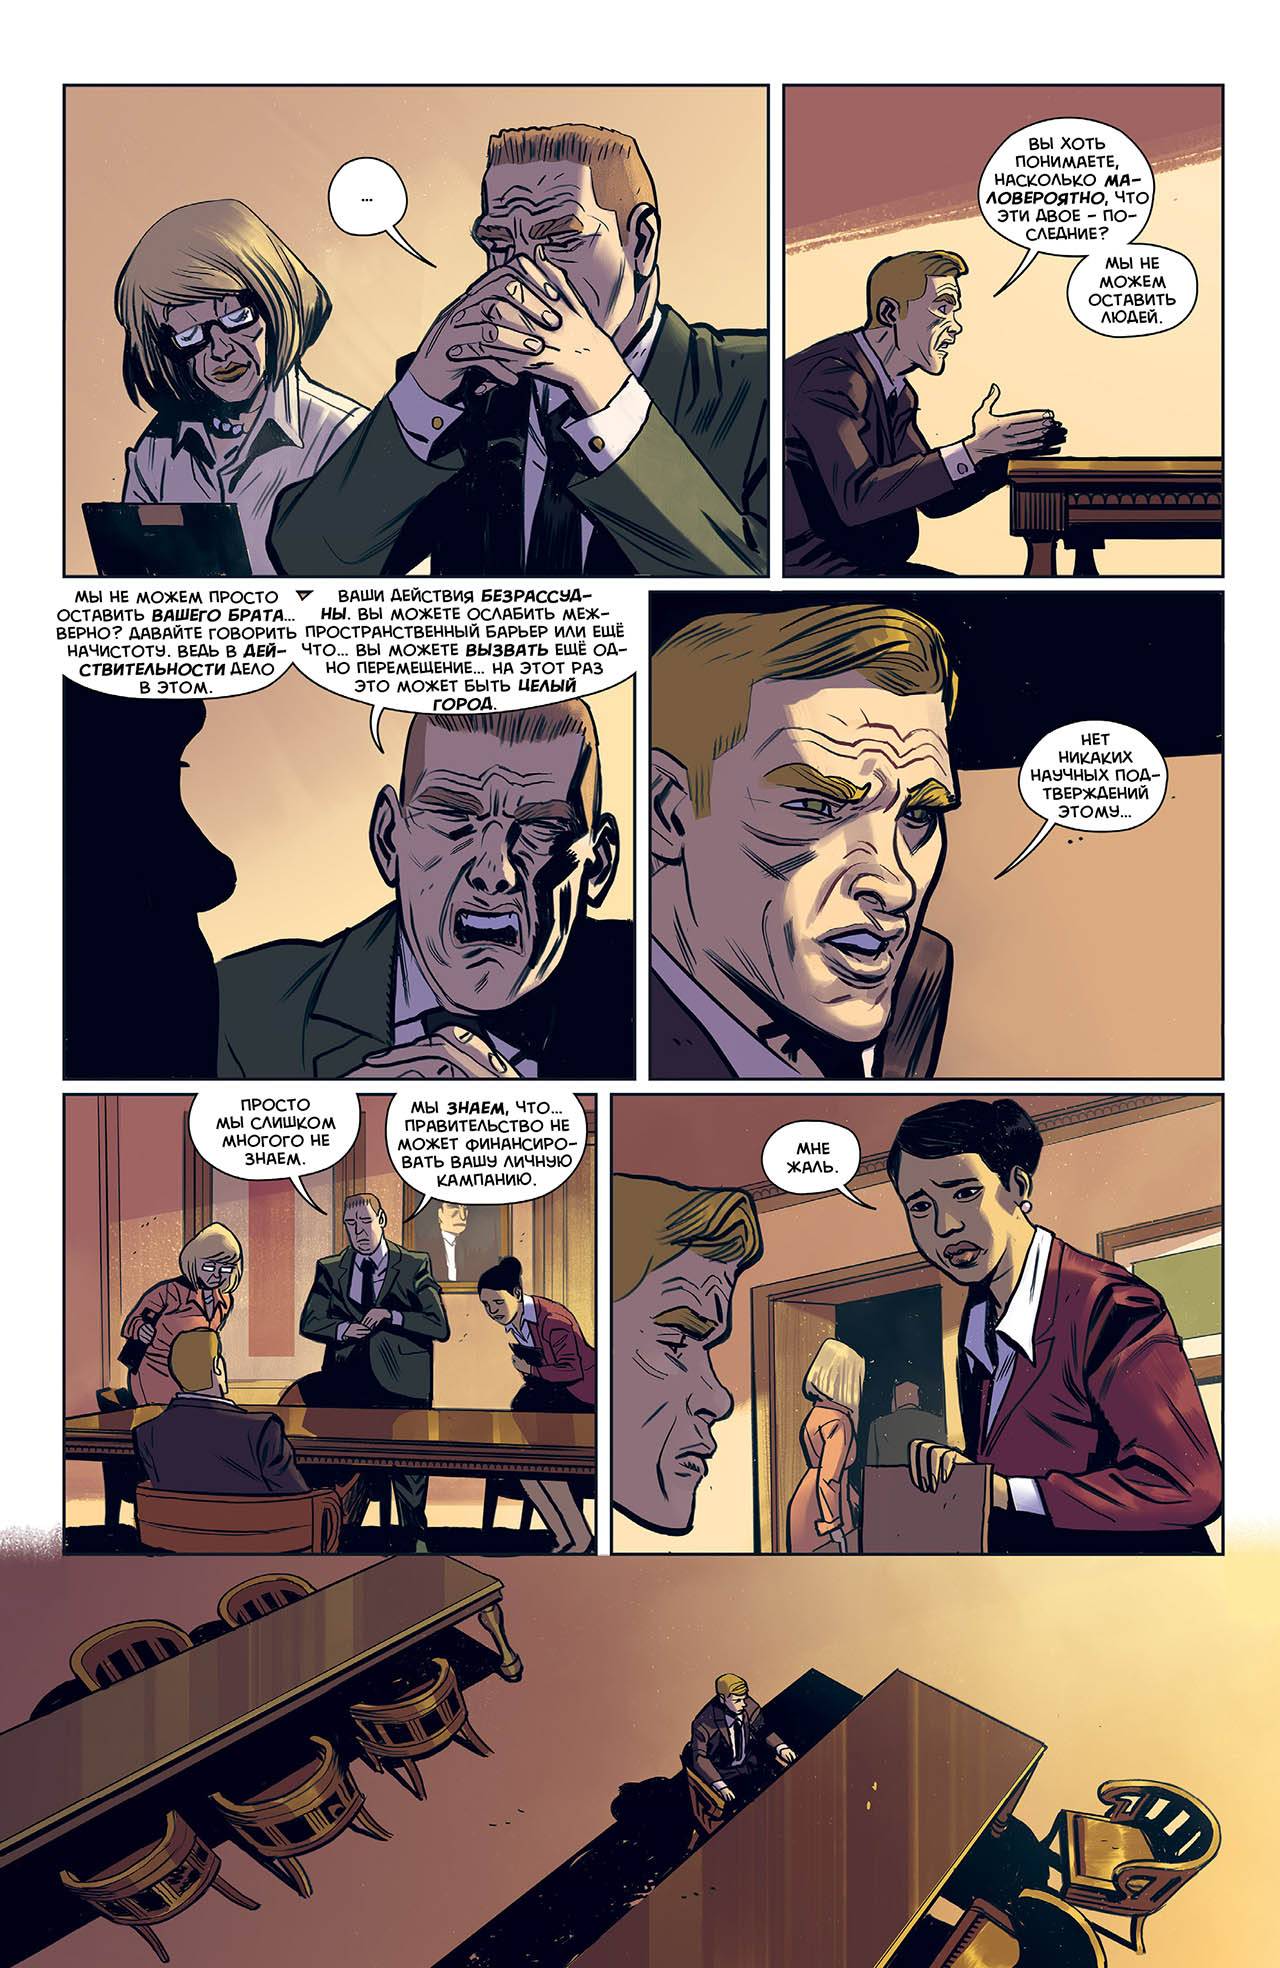 ...
ВЫ ХОТЬ
ПОНИМАЕТЕ,
НАСКОЛЬКО МА-
ЛОВЕРОЯТНО, ЧТО
ЭТИ ДВОЕ – ПО-
СЛЕДНИЕ?
МЫ НЕ
МОЖЕМ
ОСТАВИТЬ
ЛЮДЕЙ.
МЫ НЕ МОЖЕМ ПРОСТО
ОСТАВИТЬ ВАШЕГО БРАТА...
ВЕРНО? ДАВАЙТЕ ГОВОРИТЬ
НАЧИСТОТУ. ВЕДЬ В ДЕЙ-
СТВИТЕЛЬНОСТИ ДЕЛО
В ЭТОМ.
ВАШИ ДЕЙСТВИЯ БЕЗРАССУД-
НЫ. ВЫ МОЖЕТЕ ОСЛАБИТЬ МЕЖ-
ПРОСТРАНСТВЕННЫЙ БАРЬЕР ИЛИ ЕЩЁ
ЧТО... ВЫ МОЖЕТЕ ВЫЗВАТЬ ЕЩЁ ОД-
НО ПЕРЕМЕЩЕНИЕ... НА ЭТОТ РАЗ
ЭТО МОЖЕТ БЫТЬ ЦЕЛЫЙ
ГОРОД.
НЕТ
НИКАКИХ
НАУЧНЫХ ПОД-
ТВЕРЖДЕНИЙ
ЭТОМУ...
ПРОСТО
МЫ СЛИШКОМ
МНОГОГО НЕ
ЗНАЕМ.
МЫ ЗНАЕМ, ЧТО...
ПРАВИТЕЛЬСТВО НЕ
МОЖЕТ ФИНАНСИРО-
ВАТЬ ВАШУ ЛИЧНУЮ
КАМПАНИЮ.
МНЕ
ЖАЛЬ.